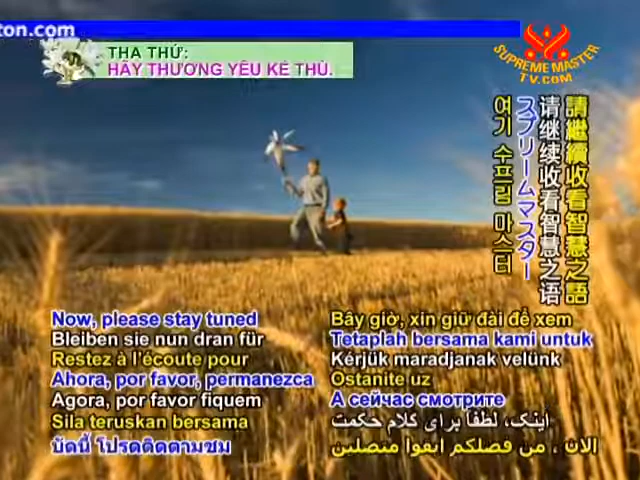 ton.com
THA THỨ:
HÃY THƯƠNG YÊU KẺ THÙ.
SUPREME MASTER
TV.COM
請繼續收看智慧之語
请继续收看智慧之语
スプリームマスター
여기 수프림 마스터
Now, please stay tuned
Bleiben sie nun dran für
Restez à l'écoute pour
Ahora, por favor, permanezca
Agora, por favor fiquem
Sila teruskan bersama
บัดนี้ โปรดติดตามชม
Bây giờ, xin giữ đài để xem
Tetaplah bersama kami untuk
Kérjük maradjanak velünk
Ostanite uz
А сейчас смотрите
اینک، لطفاً برای کلام حکمت
الان ، من فضلكم ابقوا متصلين